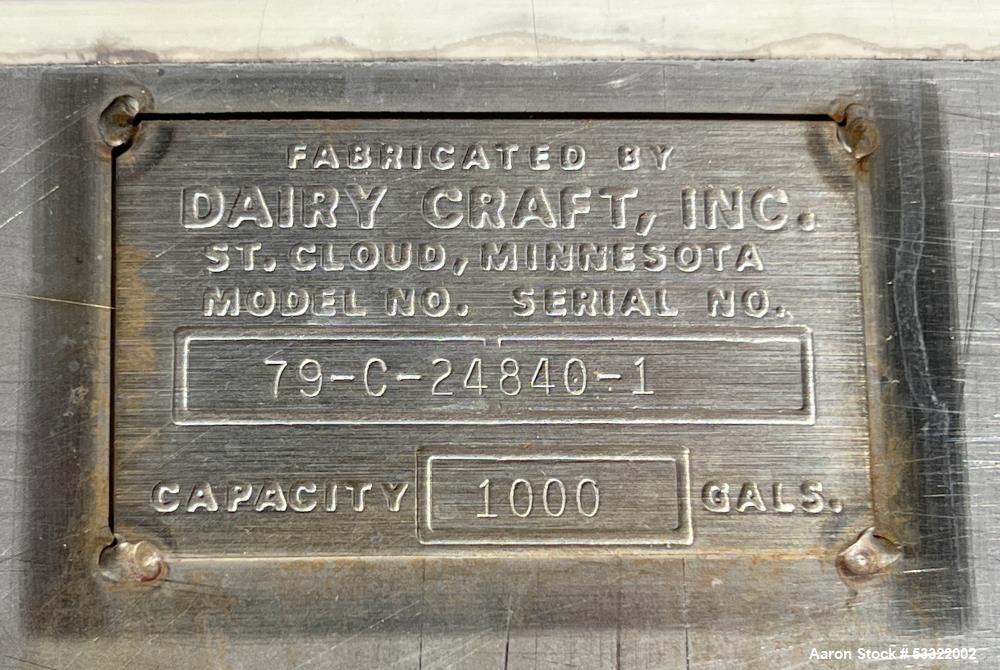 FABRICATED BY
DAIRY CRAFT, INC.
ST. CLOUD, MINNESOTA
MODEL NO. SERIAL NO.
79-C-24840-1
CAPACITY 1000 GALS.
Aaron Stock # 53322002